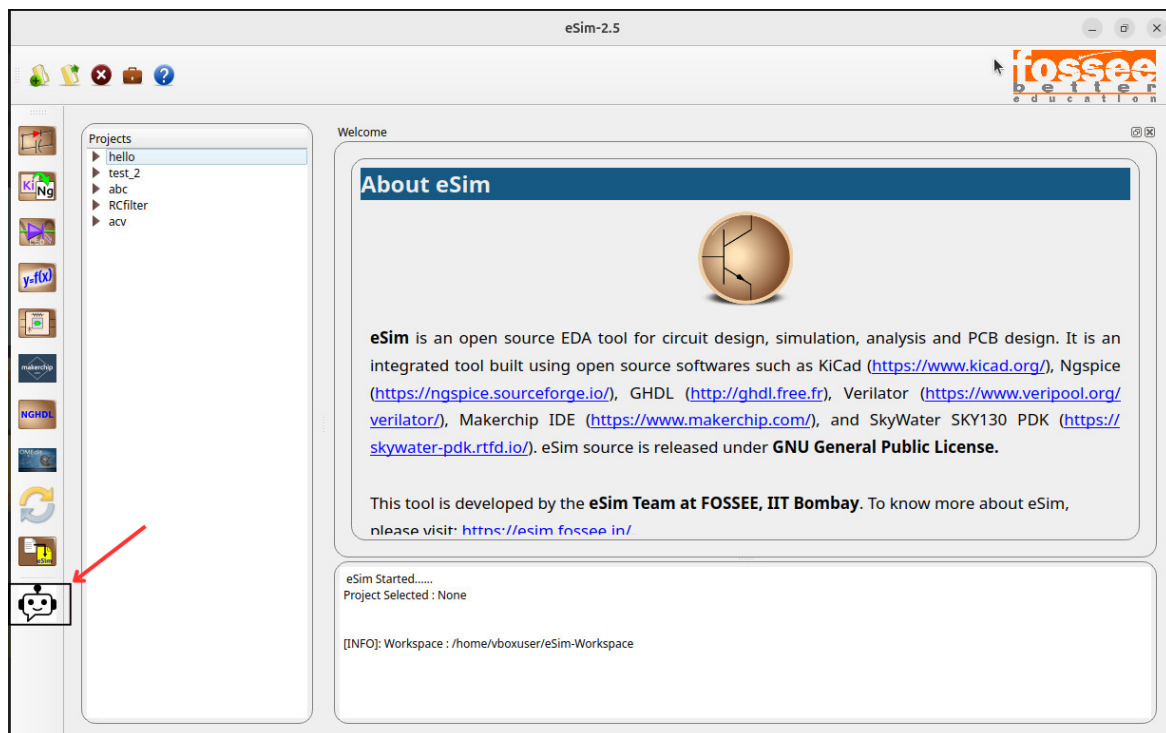 eSim-2.5
fossee
better
education
Projects
hello
test_2
abc
RCfilter
acv
Ki Ng
y=f(x)
makerchip
NGHDL
eSim
Welcome
About eSim
eSim is an open source EDA tool for circuit design, simulation, analysis and PCB design. It is an
integrated tool built using open source softwares such as KiCad (https://www.kicad.org/), Ngspice
(https://ngspice.sourceforge.io/), GHDL (http://ghdl.free.fr), Verilator (https://www.veripool.org/
verilator/), Makerchip IDE (https://www.makerchip.com/), and SkyWater SKY130 PDK (https://
skywater-pdk.rtfd.io/). eSim source is released under GNU General Public License.
This tool is developed by the eSim Team at FOSSEE, IIT Bombay. To know more about eSim,
please visit: https://esim.fossee.in/
eSim Started......
Project Selected : None
[INFO]: Workspace : /home/vboxuser/eSim-Workspace